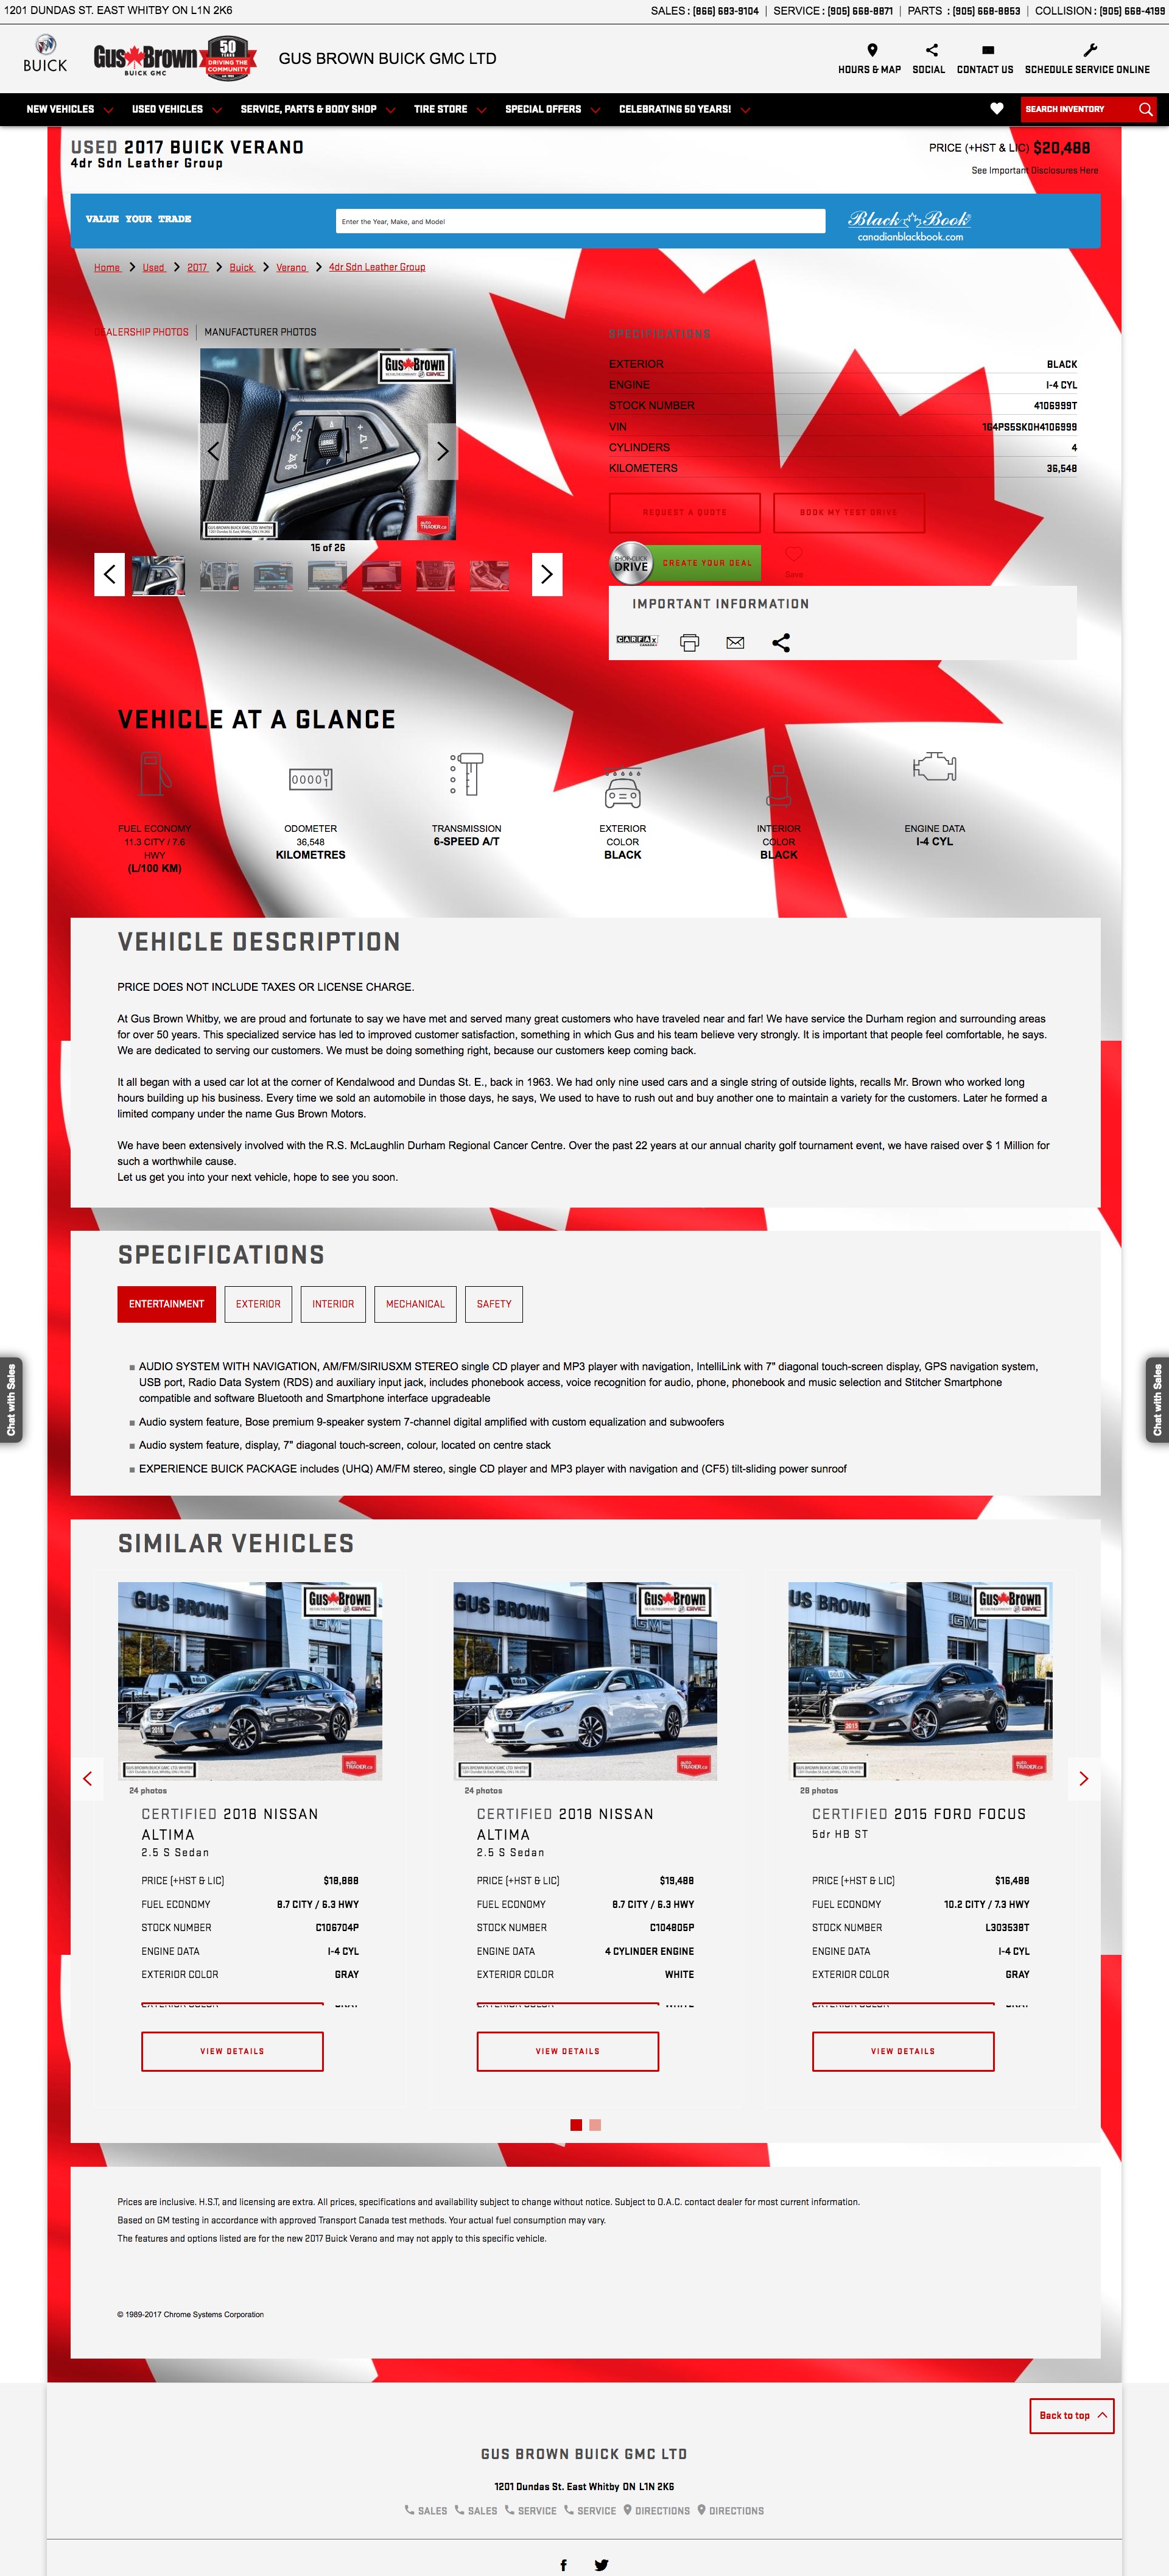 1201 DUNDAS ST. EAST WHITBY ON L1N 2K6
SALES : (866) 683-9104 | SERVICE : (905) 668-8871 | PARTS : (905) 668-8853 | COLLISION : (905) 668-4199
BUICK
Gus Brown
BUICK GMC
50
YEARS
DRIVING THE
COMMUNITY
GUS BROWN BUICK GMC LTD
HOURS & MAP
SOCIAL
CONTACT US
SCHEDULE SERVICE ONLINE
NEW VEHICLES
USED VEHICLES
SERVICE, PARTS & BODY SHOP
TIRE STORE
SPECIAL OFFERS
CELEBRATING 50 YEARS!
SEARCH INVENTORY
USED 2017 BUICK VERANO
4dr Sdn Leather Group
PRICE (+HST & LIC) $20,488
See Important Disclosures Here
VALUE YOUR TRADE
Enter the Year, Make, and Model
Black Book
canadianblackbook.com
Home > Used > 2017 > Buick > Verano > 4dr Sdn Leather Group
DEALERSHIP PHOTOS | MANUFACTURER PHOTOS
Gus Brown
GMC
GPS
GUS BROWN BUICK GMC LTD WHITBY
auto
TRADER.ca
15 of 26
SPECIFICATIONS
EXTERIOR BLACK
ENGINE I-4 CYL
STOCK NUMBER 4106999T
VIN 1G4PS5SK0H4106999
CYLINDERS 4
KILOMETERS 36,548
REQUEST A QUOTE
BOOK MY TEST DRIVE
SHOP.CLICK
DRIVE
CREATE YOUR DEAL
Save
IMPORTANT INFORMATION
CARFAX
CANADA
VEHICLE AT A GLANCE
00001
FUEL ECONOMY
11.3 CITY / 7.6
HWY
(L/100 KM)
ODOMETER
36,548
KILOMETRES
TRANSMISSION
6-SPEED A/T
EXTERIOR
COLOR
BLACK
INTERIOR
COLOR
BLACK
ENGINE DATA
I-4 CYL
VEHICLE DESCRIPTION
PRICE DOES NOT INCLUDE TAXES OR LICENSE CHARGE.
At Gus Brown Whitby, we are proud and fortunate to say we have met and served many great customers who have traveled near and far! We have service the Durham region and surrounding areas
for over 50 years. This specialized service has led to improved customer satisfaction, something in which Gus and his team believe very strongly. It is important that people feel comfortable, he says.
We are dedicated to serving our customers. We must be doing something right, because our customers keep coming back.
It all began with a used car lot at the corner of Kendalwood and Dundas St. E., back in 1963. We had only nine used cars and a single string of outside lights, recalls Mr. Brown who worked long
hours building up his business. Every time we sold an automobile in those days, he says, We used to have to rush out and buy another one to maintain a variety for the customers. Later he formed a
limited company under the name Gus Brown Motors.
We have been extensively involved with the R.S. McLaughlin Durham Regional Cancer Centre. Over the past 22 years at our annual charity golf tournament event, we have raised over $ 1 Million for
such a worthwhile cause.
Let us get you into your next vehicle, hope to see you soon.
SPECIFICATIONS
ENTERTAINMENT
EXTERIOR
INTERIOR
MECHANICAL
SAFETY
AUDIO SYSTEM WITH NAVIGATION, AM/FM/SIRIUSXM STEREO single CD player and MP3 player with navigation, IntelliLink with 7" diagonal touch-screen display, GPS navigation system,
USB port, Radio Data System (RDS) and auxiliary input jack, includes phonebook access, voice recognition for audio, phone, phonebook and music selection and Stitcher Smartphone
compatible and software Bluetooth and Smartphone interface upgradeable
Audio system feature, Bose premium 9-speaker system 7-channel digital amplified with custom equalization and subwoofers
Audio system feature, display, 7" diagonal touch-screen, colour, located on centre stack
EXPERIENCE BUICK PACKAGE includes (UHQ) AM/FM stereo, single CD player and MP3 player with navigation and (CF5) tilt-sliding power sunroof
Chat with Sales
Chat with Sales
SIMILAR VEHICLES
24 photos
24 photos
28 photos
CERTIFIED 2018 NISSAN
ALTIMA
2.5 S Sedan
PRICE (+HST & LIC) $18,888
FUEL ECONOMY 8.7 CITY / 6.3 HWY
STOCK NUMBER C106704P
ENGINE DATA I-4 CYL
EXTERIOR COLOR GRAY
VIEW DETAILS
CERTIFIED 2018 NISSAN
ALTIMA
2.5 S Sedan
PRICE (+HST & LIC) $19,488
FUEL ECONOMY 8.7 CITY / 6.3 HWY
STOCK NUMBER C104805P
ENGINE DATA 4 CYLINDER ENGINE
EXTERIOR COLOR WHITE
VIEW DETAILS
CERTIFIED 2015 FORD FOCUS
5dr HB ST
PRICE (+HST & LIC) $16,488
FUEL ECONOMY 10.2 CITY / 7.3 HWY
STOCK NUMBER L303538T
ENGINE DATA I-4 CYL
EXTERIOR COLOR GRAY
VIEW DETAILS
Prices are inclusive. H.S.T, and licensing are extra. All prices, specifications and availability subject to change without notice. Subject to O.A.C. contact dealer for most current information.
Based on GM testing in accordance with approved Transport Canada test methods. Your actual fuel consumption may vary.
The features and options listed are for the new 2017 Buick Verano and may not apply to this specific vehicle.
© 1989-2017 Chrome Systems Corporation
Back to top
GUS BROWN BUICK GMC LTD
1201 Dundas St. East Whitby ON L1N 2K6
SALES SALES SERVICE SERVICE DIRECTIONS DIRECTIONS